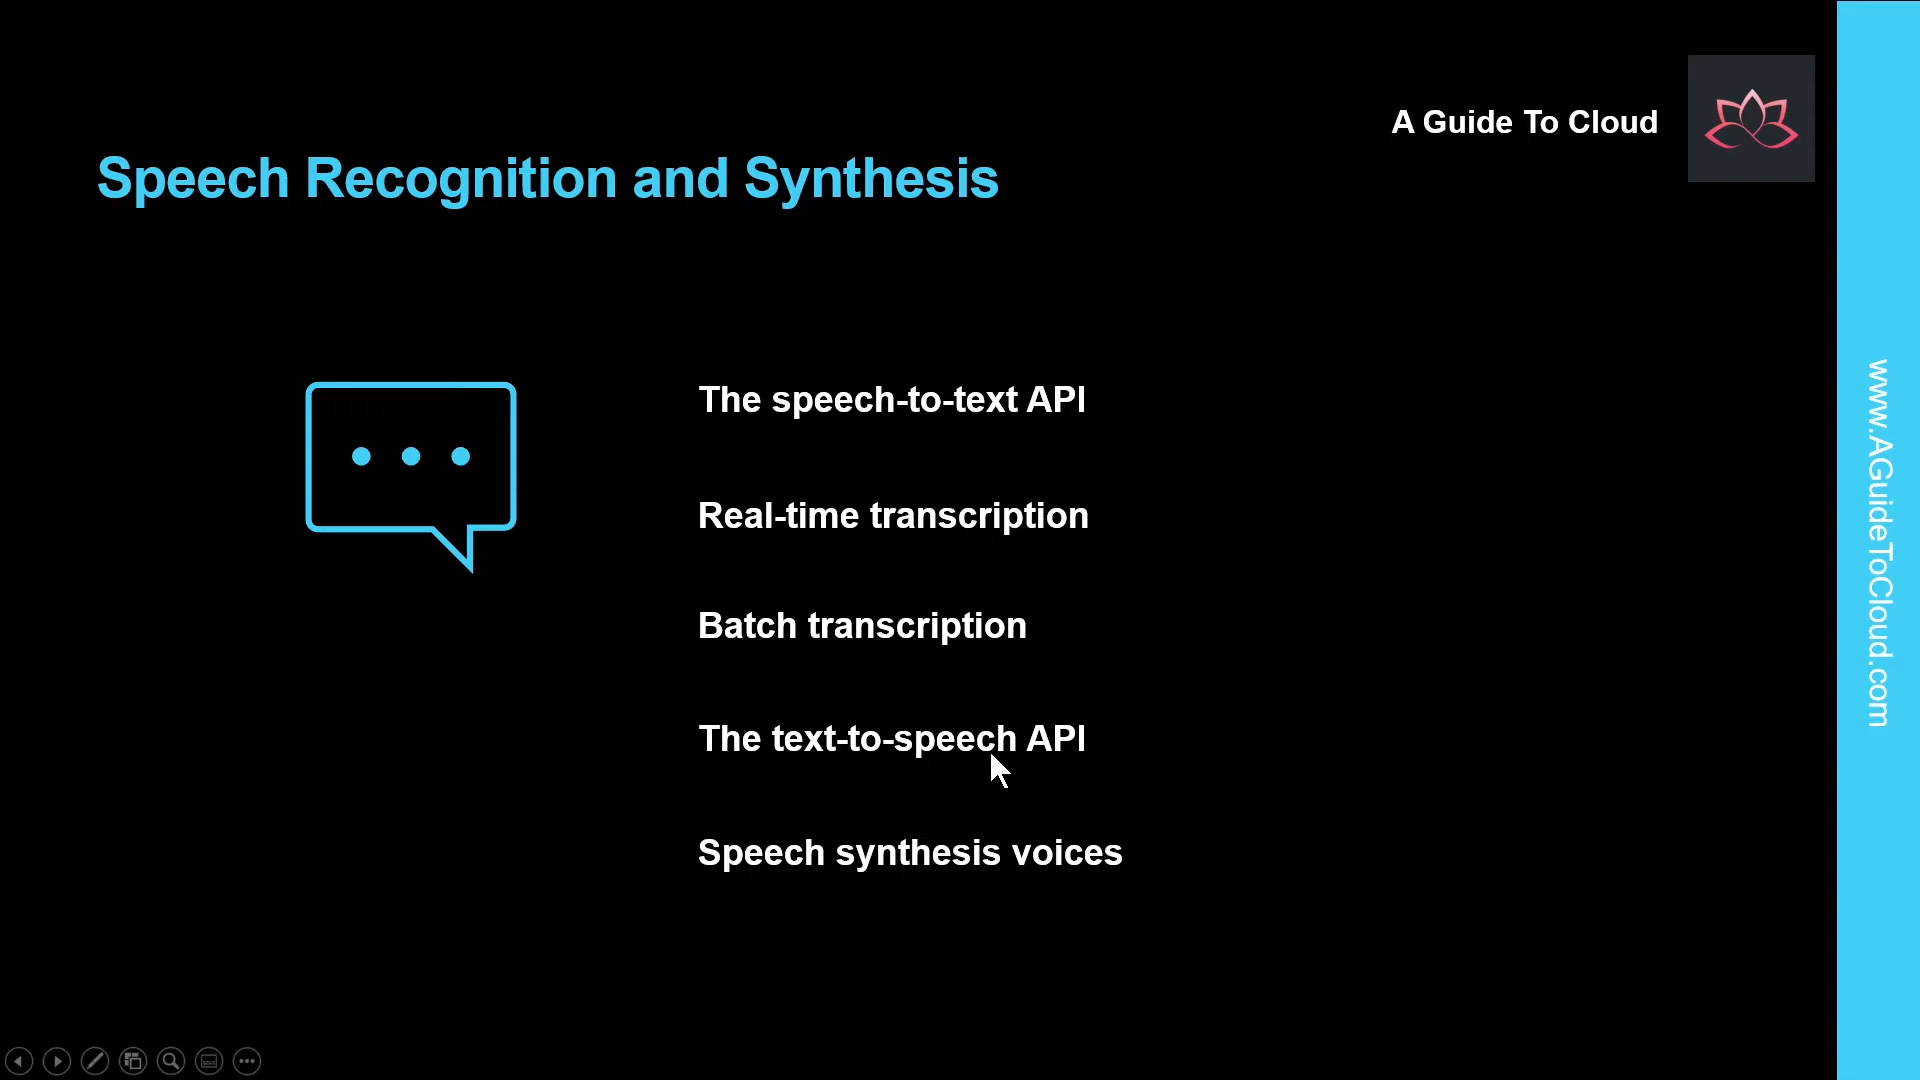 A Guide To Cloud
Speech Recognition and Synthesis
The speech-to-text API
Real-time transcription
Batch transcription
The text-to-speech API
Speech synthesis voices
www.AGuideToCloud.com